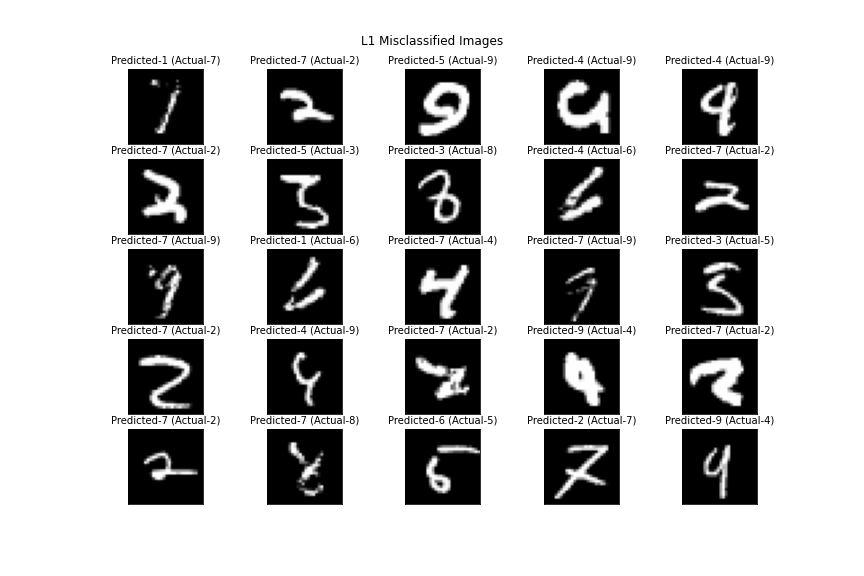 L1 Misclassified Images
Predicted-1 (Actual-7) Predicted-7 (Actual-2) Predicted-5 (Actual-9) Predicted-4 (Actual-9) Predicted-4 (Actual-9)
Predicted-7 (Actual-2) Predicted-5 (Actual-3) Predicted-3 (Actual-8) Predicted-4 (Actual-6) Predicted-7 (Actual-2)
Predicted-7 (Actual-9) Predicted-1 (Actual-6) Predicted-7 (Actual-4) Predicted-7 (Actual-9) Predicted-3 (Actual-5)
Predicted-7 (Actual-2) Predicted-4 (Actual-9) Predicted-7 (Actual-2) Predicted-9 (Actual-4) Predicted-7 (Actual-2)
Predicted-7 (Actual-2) Predicted-7 (Actual-8) Predicted-6 (Actual-5) Predicted-2 (Actual-7) Predicted-9 (Actual-4)